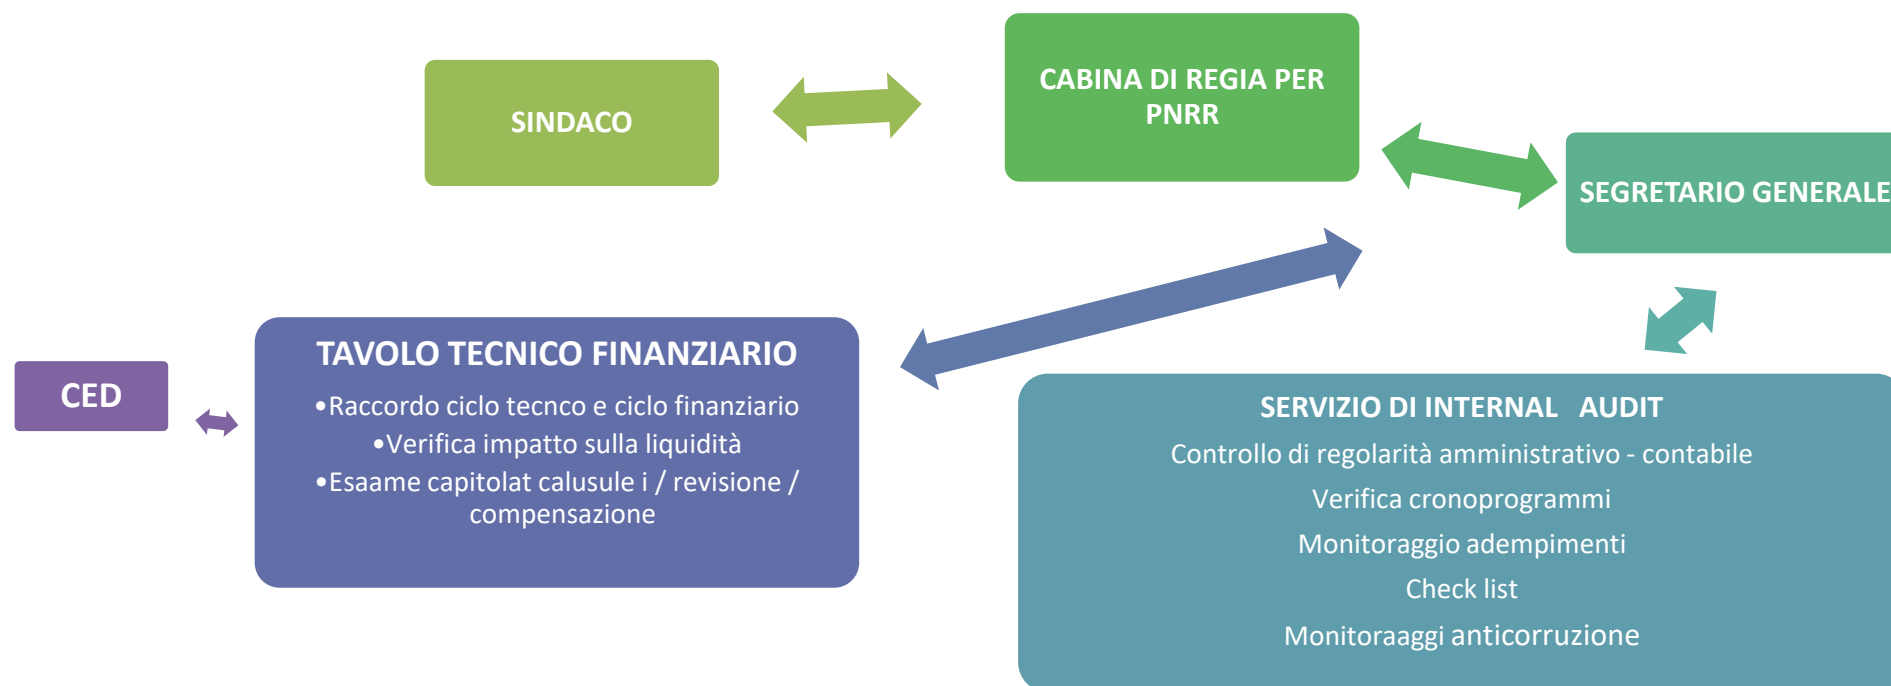 SINDACO
CABINA DI REGIA PER
PNRR
SEGRETARIO GENERALE
CED
TAVOLO TECNICO FINANZIARIO
•Raccordo ciclo tecnco e ciclo finanziario
•Verifica impatto sulla liquidità
•Esaame capitolat calusule i / revisione /
compensazione
SERVIZIO DI INTERNAL AUDIT
Controllo di regolarità amministrativo - contabile
Verifica cronoprogrammi
Monitoraggio adempimenti
Check list
Monitoraaggi anticorruzione